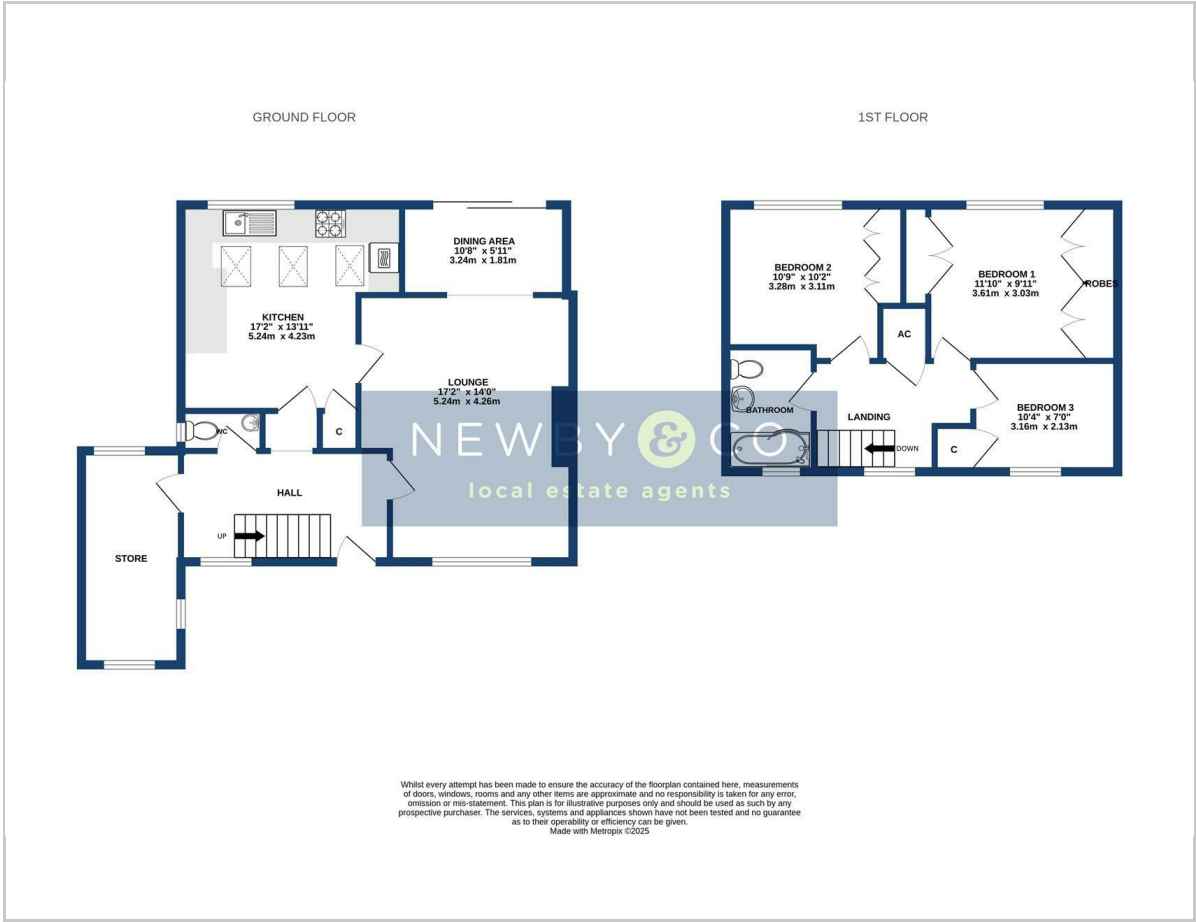 GROUND FLOOR
1ST FLOOR
DINING AREA
10'8" x 5'11"
3.24m x 1.81m
KITCHEN
17'2" x 13'11"
5.24m x 4.23m
LOUNGE
17'2" x 14'0"
5.24m x 4.26m
WC
C
HALL
UP
STORE
BEDROOM 2
10'9" x 10'2"
3.28m x 3.11m
BEDROOM 1
11'10" x 9'11"
3.61m x 3.03m
ROBES
AC
BATHROOM
LANDING
DOWN
BEDROOM 3
10'4" x 7'0"
3.16m x 2.13m
C
NEWBY & CO
local estate agents
Whilst every attempt has been made to ensure the accuracy of the floorplan contained here, measurements
of doors, windows, rooms and any other items are approximate and no responsibility is taken for any error,
omission or mis-statement. This plan is for illustrative purposes only and should be used as such by any
prospective purchaser. The services, systems and appliances shown have not been tested and no guarantee
as to their operability or efficiency can be given.
Made with Metropix ©2025